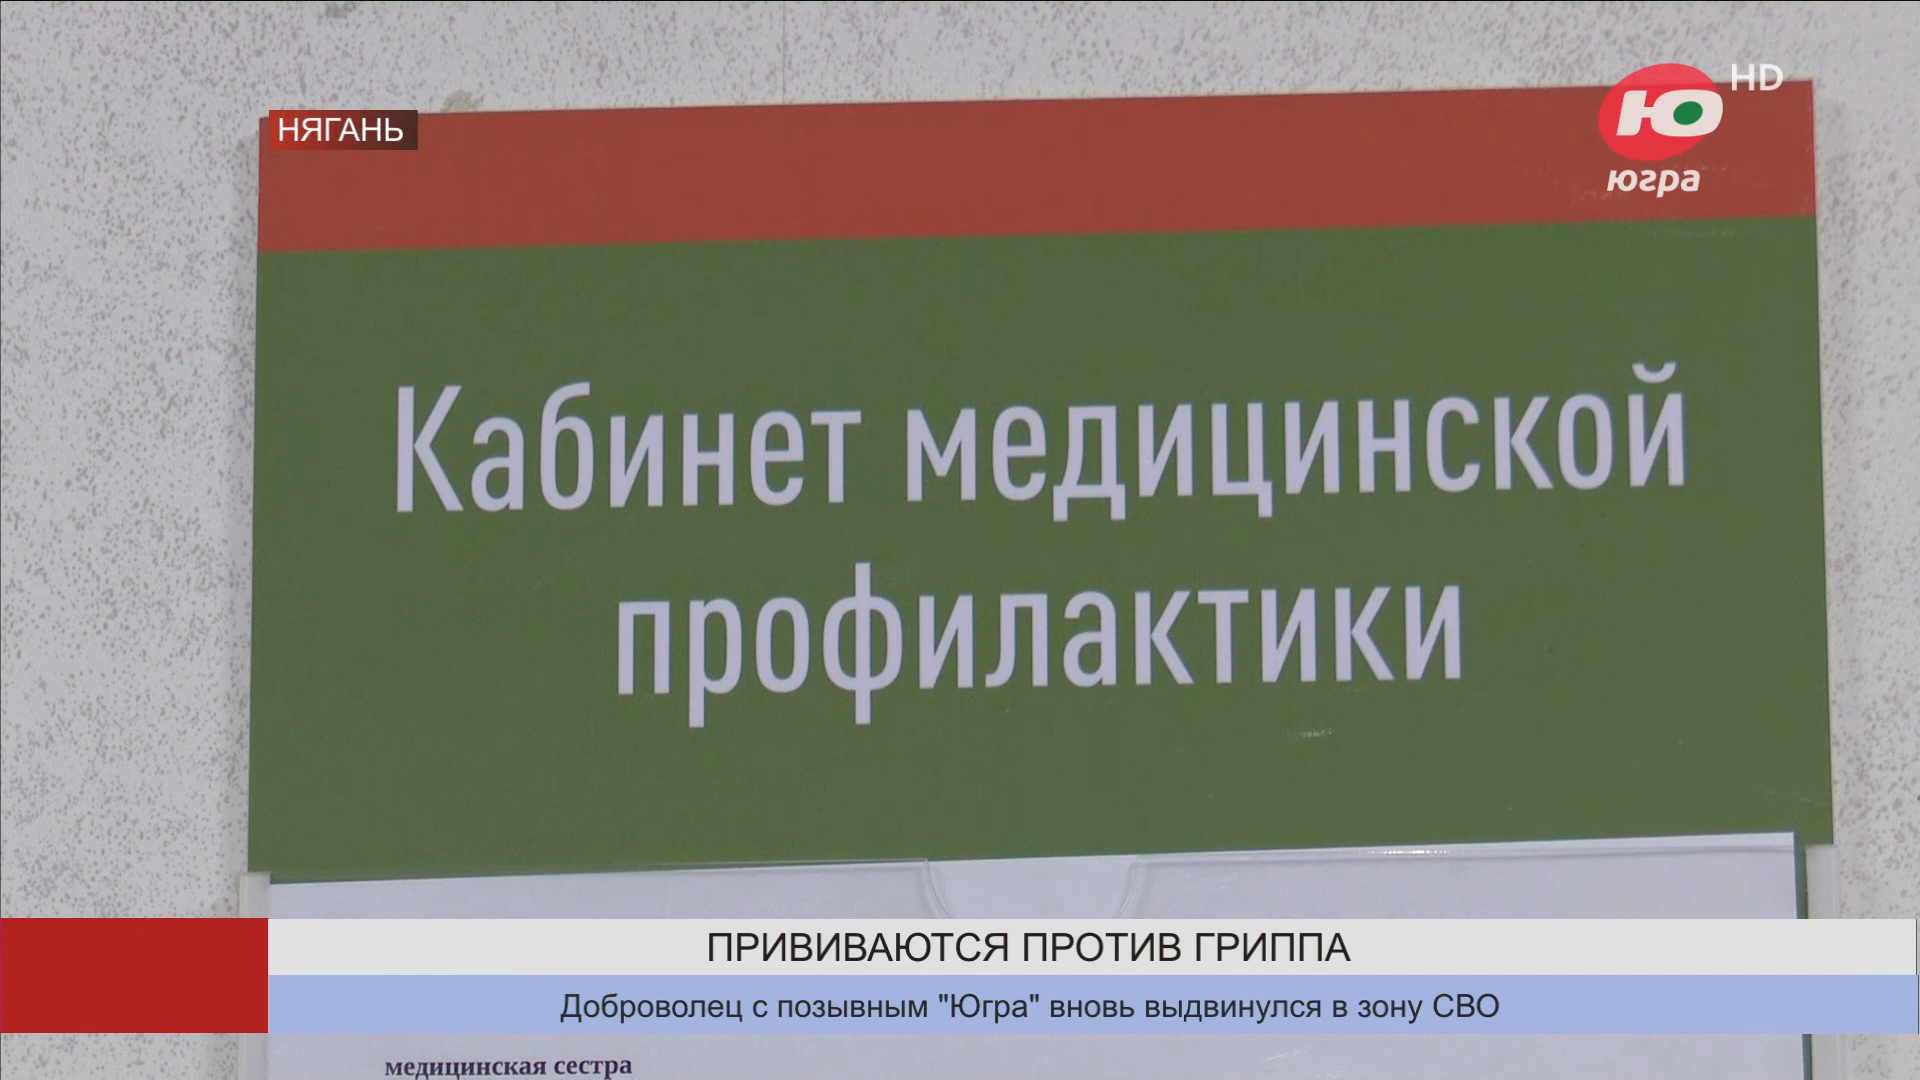 HD
НЯГАНЬ
Ю
югра
Кабинет медицинской
профилактики
ПРИВИВАЮТСЯ ПРОТИВ ГРИППА
Доброволец с позывным "Югра" вновь выдвинулся в зону СВО
медицинская сестра